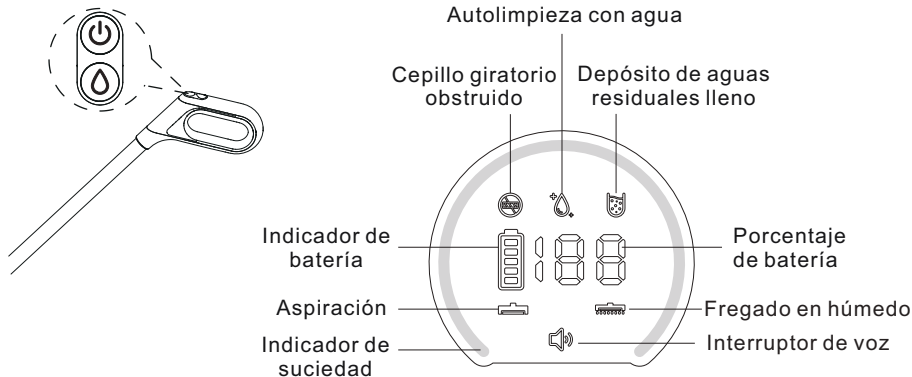 Autolimpieza con agua
Cepillo giratorio
obstruido
Depósito de aguas
residuales lleno
Indicador de
batería
188
Porcentaje
de batería
Aspiración
Fregado en húmedo
Indicador de
suciedad
Interruptor de voz